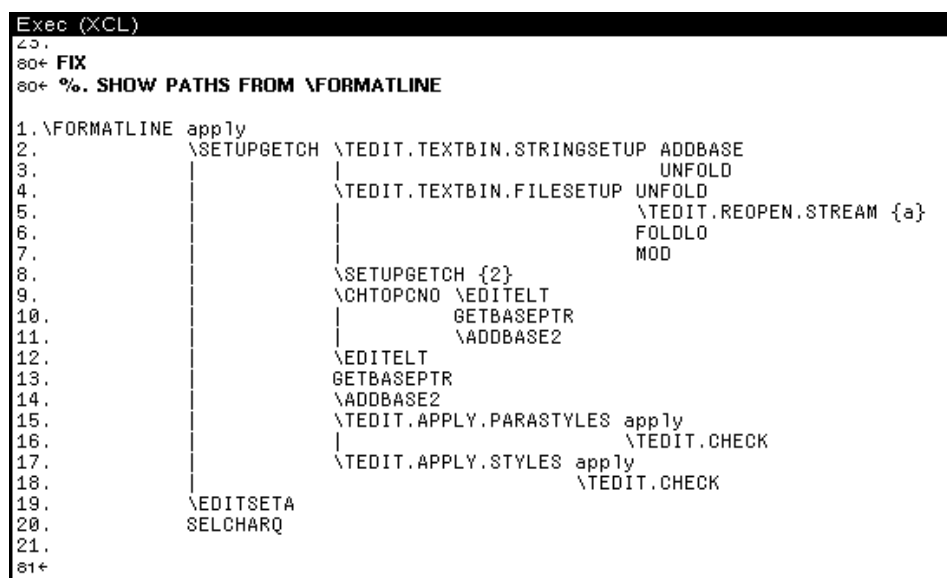 Exec (XCL)
25.
80← FIX
80← %. SHOW PATHS FROM \FORMATLINE
1.\FORMATLINE apply
2. \SETUPGETCH \TEDIT.TEXTBIN.STRINGSETUP ADDBASE
3. | | UNFOLD
4. | \TEDIT.TEXTBIN.FILESETUP UNFOLD
5. | | \TEDIT.REOPEN.STREAM {a}
6. | | FOLDLO
7. | | MOD
8. | \SETUPGETCH {2}
9. | \CHTOPCNO \EDITELT
10. | | GETBASEPTR
11. | | \ADDBASE2
12. | \EDITELT
13. | GETBASEPTR
14. | \ADDBASE2
15. | \TEDIT.APPLY.PARASTYLES apply
16. | | \TEDIT.CHECK
17. | \TEDIT.APPLY.STYLES apply
18. | \TEDIT.CHECK
19. \EDITSETA
20. SELCHARQ
21.
81←